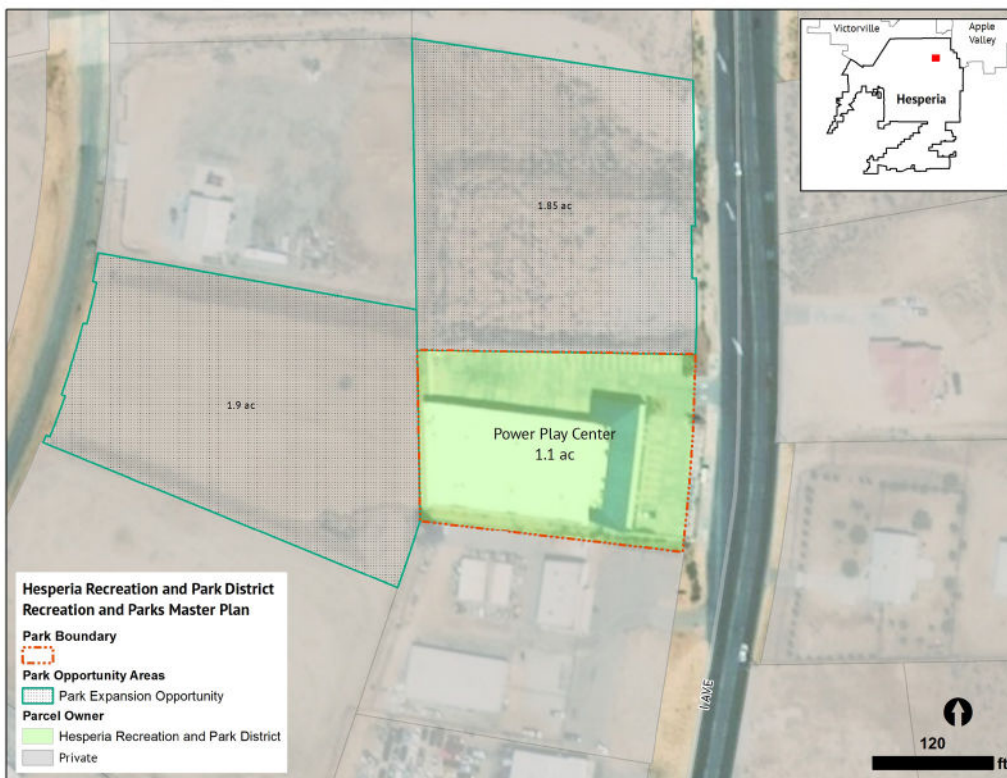 Victorville
Apple
Valley
Hesperia
1.85 ac
1.9 ac
Power Play Center
1.1 ac
Hesperia Recreation and Park District
Recreation and Parks Master Plan
Park Boundary
Park Opportunity Areas
Park Expansion Opportunity
Parcel Owner
Hesperia Recreation and Park District
Private
I AVE
120
ft